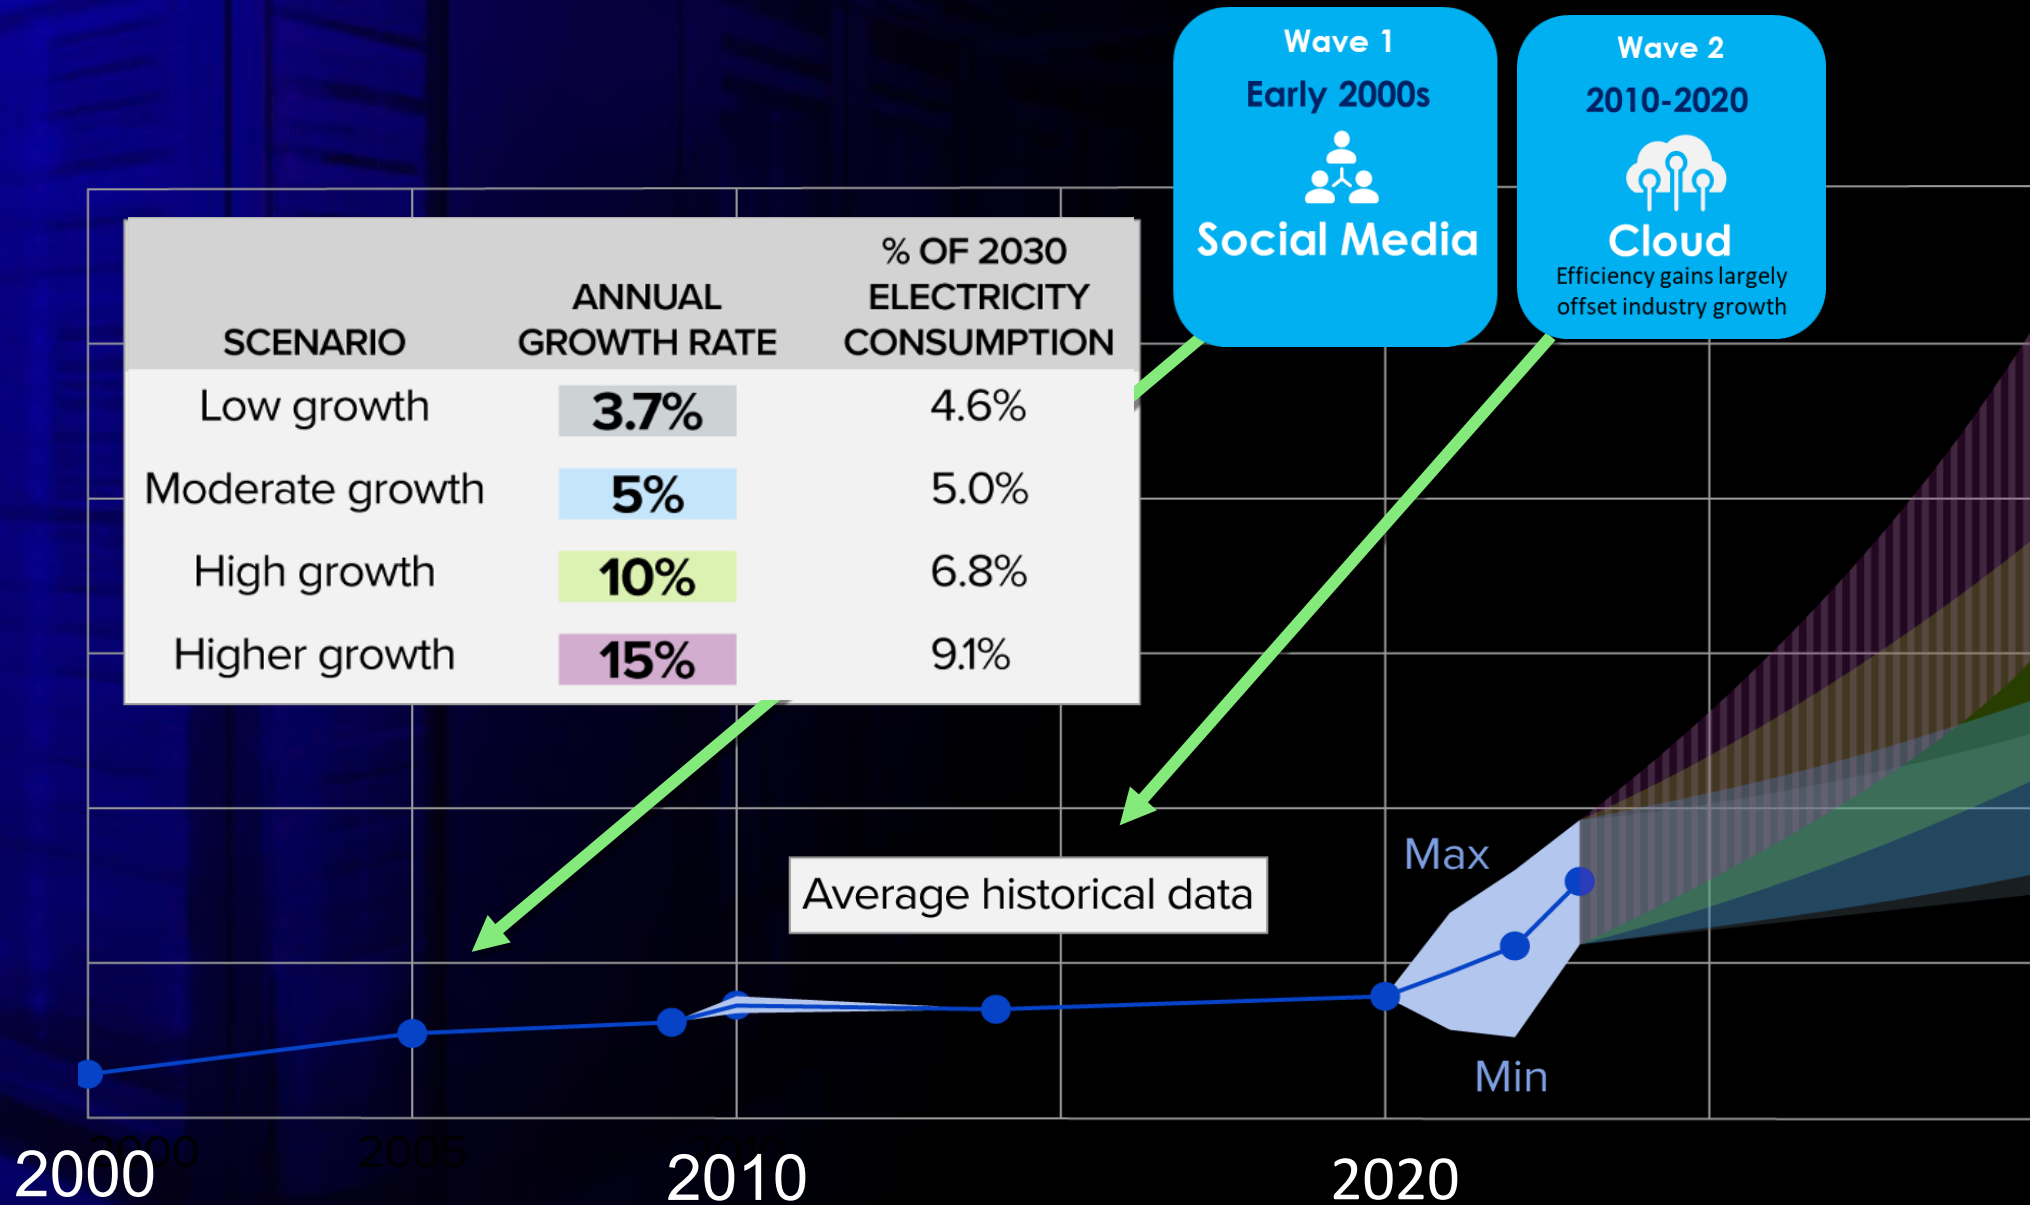 Wave 1
Early 2000s
Social Media
Wave 2
2010-2020
Cloud
Efficiency gains largely
offset industry growth
SCENARIO
ANNUAL
GROWTH RATE
% OF 2030
ELECTRICITY
CONSUMPTION
Low growth 3.7% 4.6%
Moderate growth 5% 5.0%
High growth 10% 6.8%
Higher growth 15% 9.1%
Average historical data
Max
Min
2000 2005
2000 2010 2020